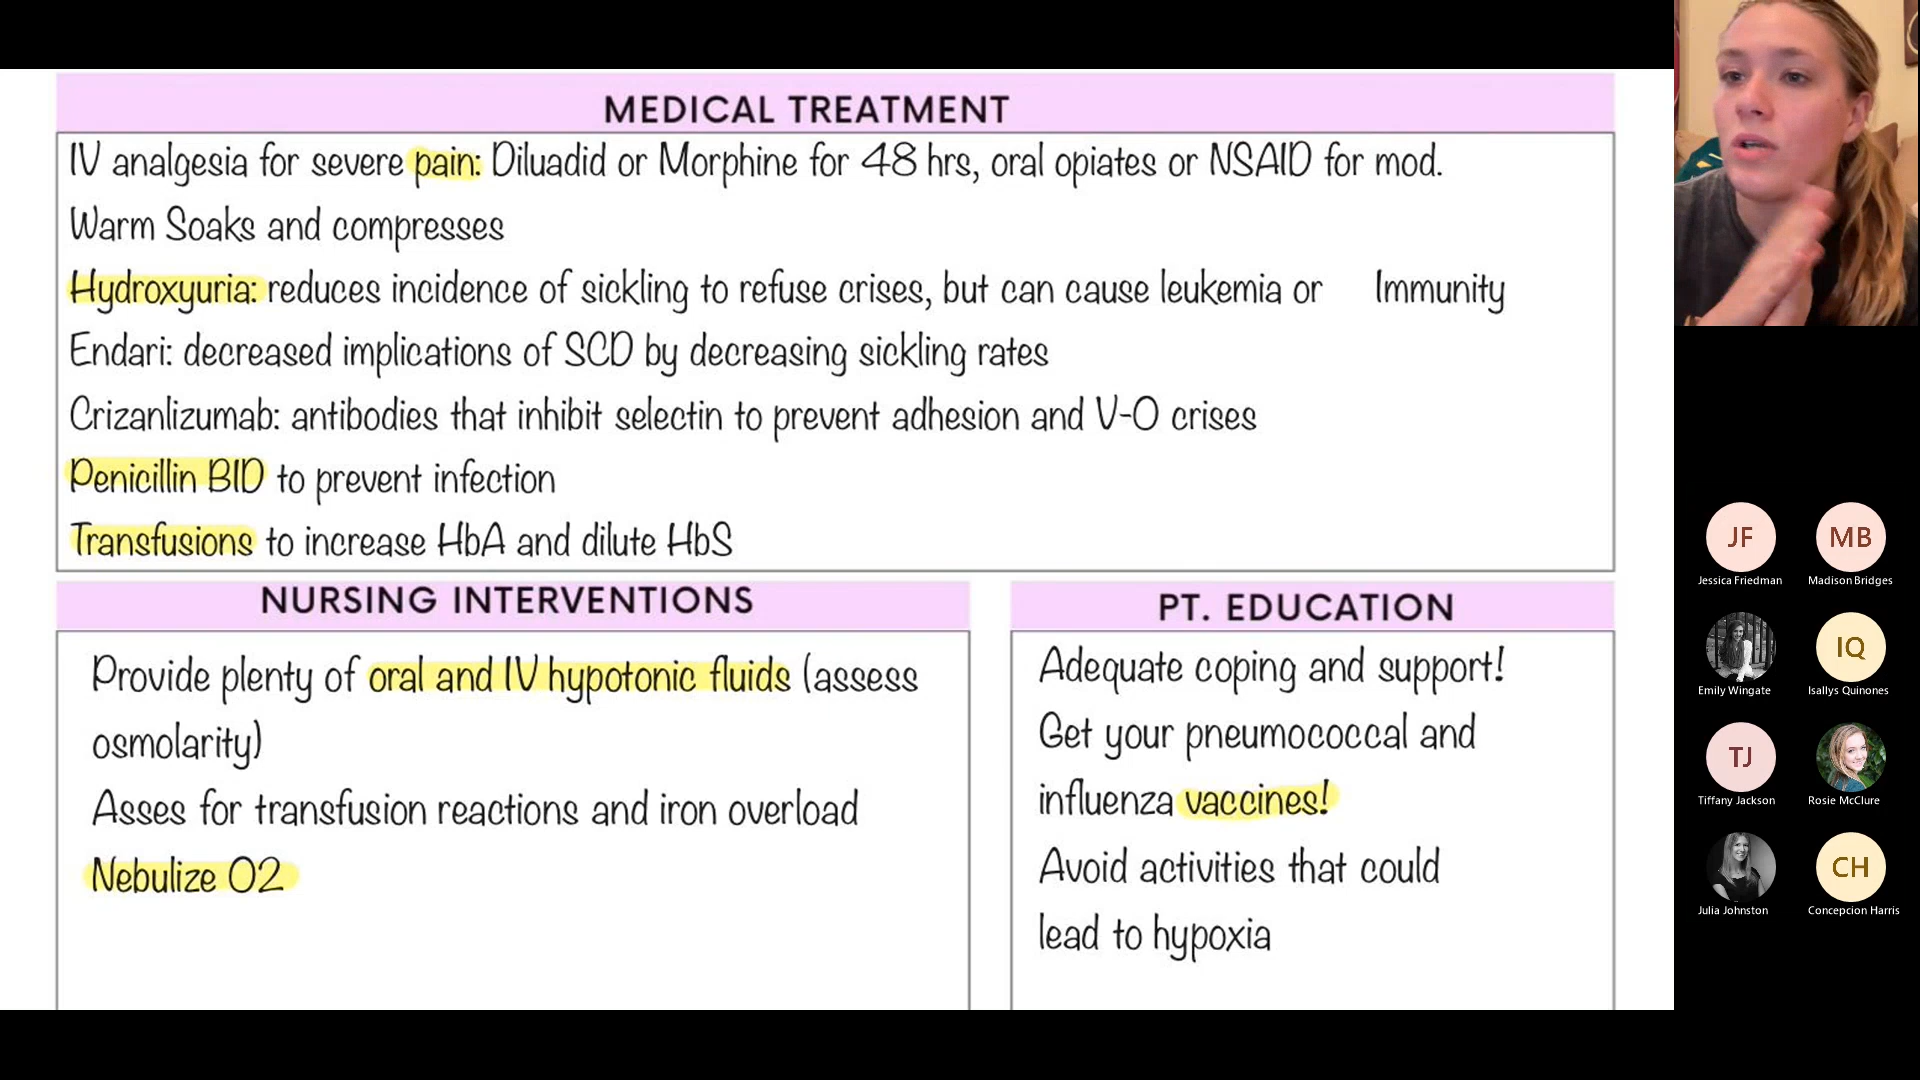 MEDICAL TREATMENT
IV analgesia for severe pain: Diluadid or Morphine for 48 hrs, oral opiates or NSAID for mod.
Warm Soaks and compresses
Hydroxyuria: reduces incidence of sickling to refuse crises, but can cause leukemia or Immunity
Endari: decreased implications of SCD by decreasing sickling rates
Crizanlizumab: antibodies that inhibit selectin to prevent adhesion and V-O crises
Penicillin BID to prevent infection
Transfusions to increase HbA and dilute HbS
NURSING INTERVENTIONS
Provide plenty of oral and IV hypotonic fluids (assess
osmolarity)
Asses for transfusion reactions and iron overload
Nebulize O2
PT. EDUCATION
Adequate coping and support!
Get your pneumococcal and
influenza vaccines!
Avoid activities that could
lead to hypoxia
JF
Jessica Friedman
MB
Madison Bridges
Emily Wingate
IQ
Isallys Quinones
TJ
Tiffany Jackson
Rosie McClure
Julia Johnston
CH
Concepcion Harris